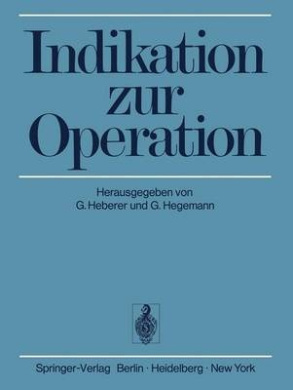 Indikation
zur
Operation
Herausgegeben von
G. Heberer und G. Hegemann
Springer-Verlag Berlin · Heidelberg · New York